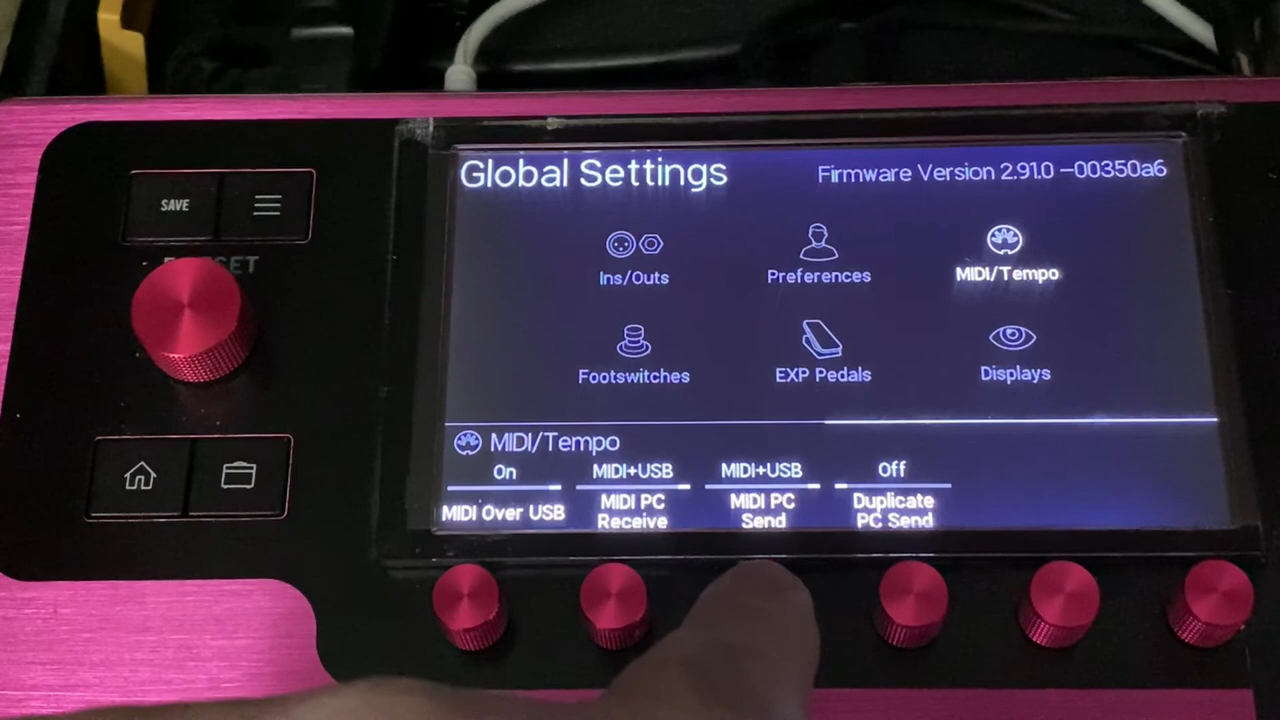 Global Settings
Firmware Version 2.91.0 -00350a6
SAVE
Ins/Outs
Preferences
MIDI/Tempo
Footswitches
EXP Pedals
Displays
MIDI/Tempo
On
MIDI Over USB
MIDI+USB
MIDI PC
Receive
MIDI+USB
MIDI PC
Send
Off
Duplicate
PC Send